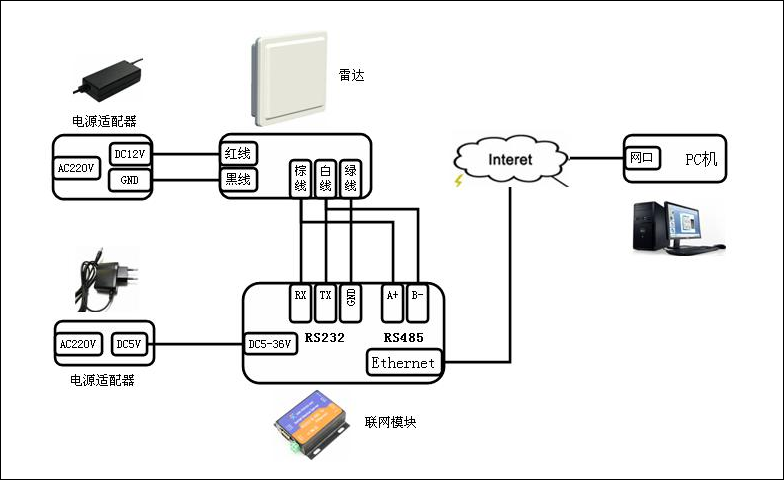 雷达
电源适配器
AC220V
DC12V
GND
红线
黑线
棕线
白线
绿线
Interet
网口
PC机
RX
TX
GND
A+
B-
RS232
RS485
AC220V
DC5V
DC5-36V
Ethernet
电源适配器
联网模块